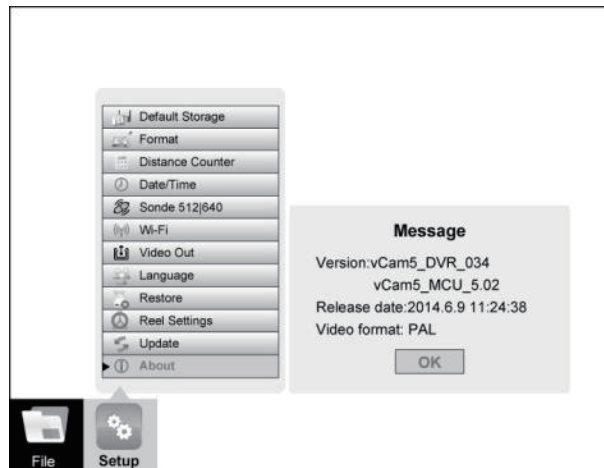 Default Storage
Format
Distance Counter
Date/Time
Sonde 512|640
Wi-Fi
Video Out
Language
Restore
Reel Settings
Update
About
Message
Version:vCam5_DVR_034
vCam5_MCU_5.02
Release date:2014.6.9 11:24:38
Video format: PAL
OK
File
Setup